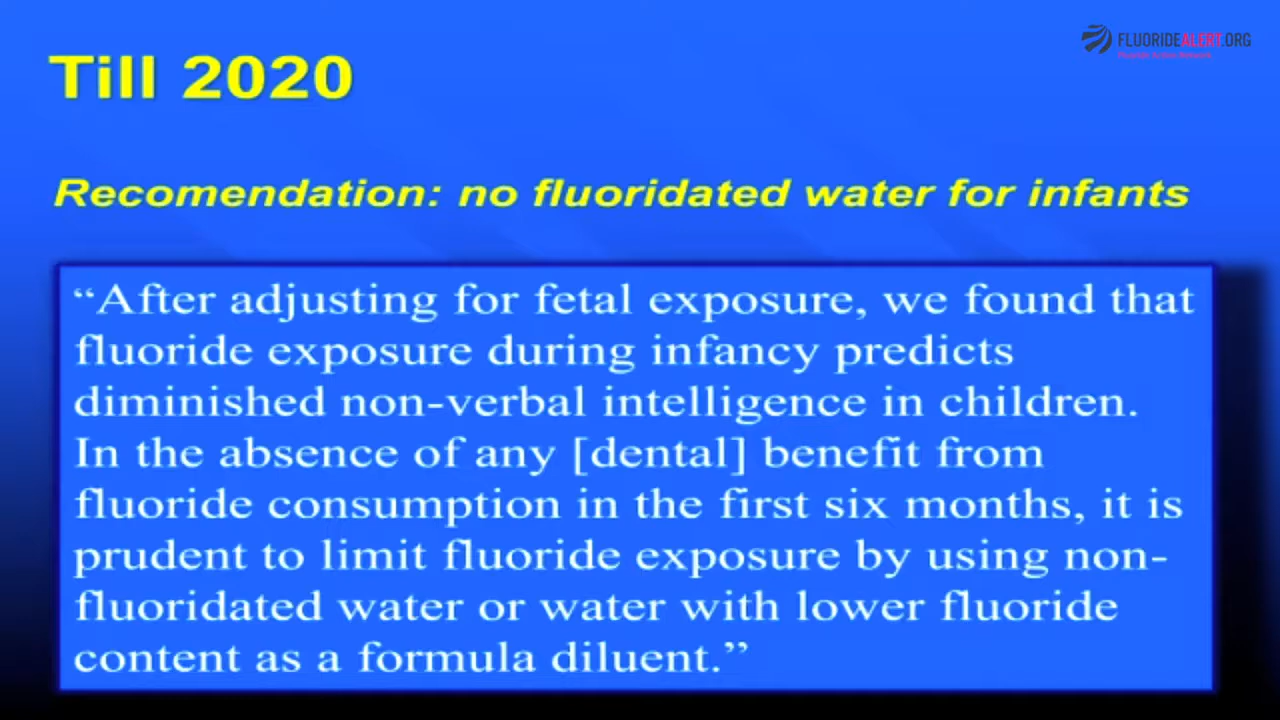 FLUORIDEALERT.ORG
Fluoride Action Network
Till 2020
Recomendation: no fluoridated water for infants
“After adjusting for fetal exposure, we found that
fluoride exposure during infancy predicts
diminished non-verbal intelligence in children.
In the absence of any [dental] benefit from
fluoride consumption in the first six months, it is
prudent to limit fluoride exposure by using non-
fluoridated water or water with lower fluoride
content as a formula diluent.”